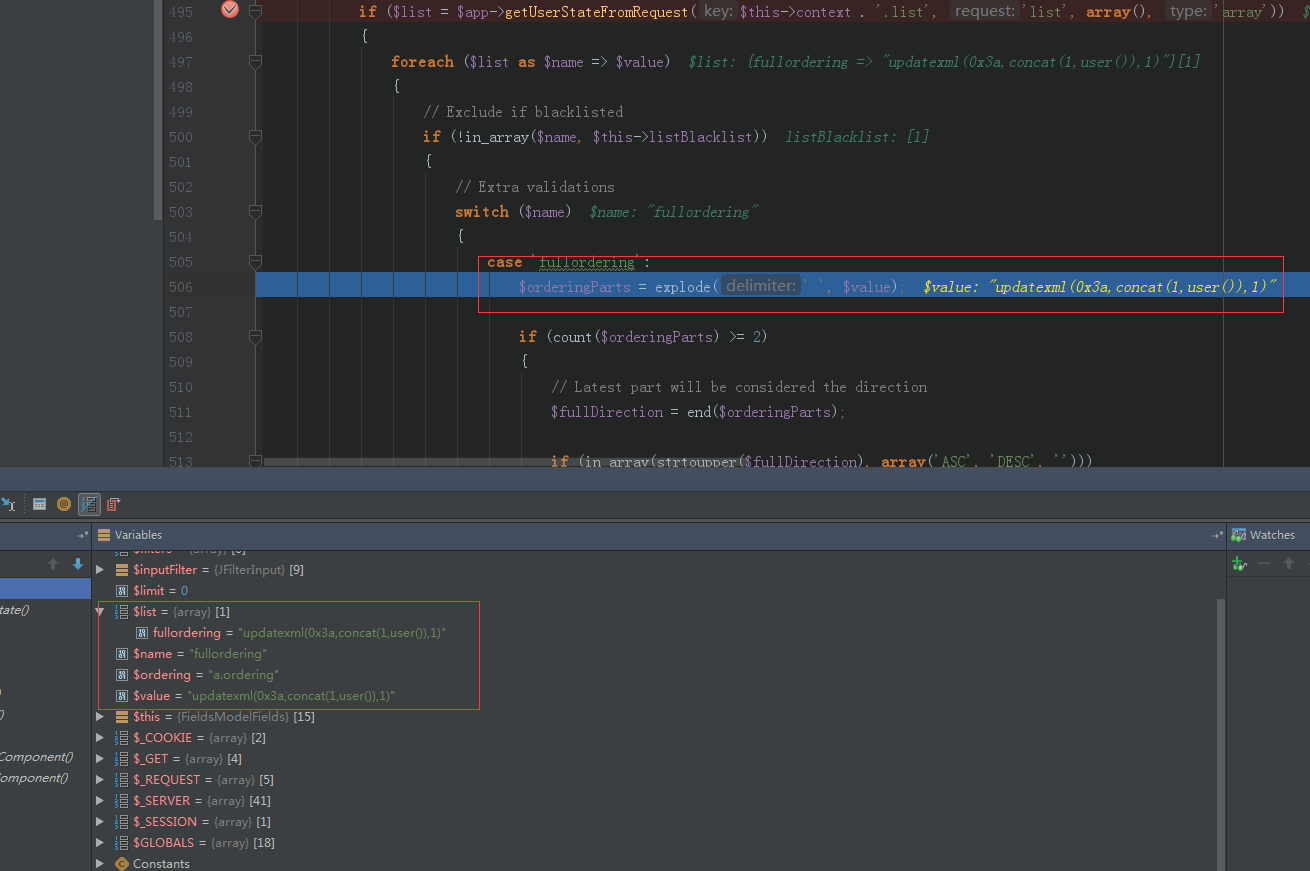 495 if ($list = $app->getUserStateFromRequest( key: $this->context . '.list', request: 'list', array(), type: 'array')) $
496 {
497 foreach ($list as $name => $value) $list: {fullordering => "updatexml(0x3a,concat(1,user()),1)"}[1]
498 {
499 // Exclude if blacklisted
500 if (!in_array($name, $this->listBlacklist)) listBlacklist: [1]
501 {
502 // Extra validations
503 switch ($name) $name: "fullordering"
504 {
505 case 'fullordering':
506 $orderingParts = explode( delimiter: ' ', $value); $value: "updatexml(0x3a,concat(1,user()),1)"
507
508 if (count($orderingParts) >= 2)
509 {
510 // Latest part will be considered the direction
511 $fullDirection = end($orderingParts);
512
513 if (in_array(strtoupper($fullDirection), array('ASC', 'DESC', '')))
Variables
Watches
$filters = {array} [0]
$inputFilter = {JFilterInput} [9]
$limit = 0
$list = {array} [1]
fullordering = "updatexml(0x3a,concat(1,user()),1)"
$name = "fullordering"
$ordering = "a.ordering"
$value = "updatexml(0x3a,concat(1,user()),1)"
$this = {FieldsModelFields} [15]
$_COOKIE = {array} [2]
$_GET = {array} [4]
$_REQUEST = {array} [5]
$_SERVER = {array} [41]
$_SESSION = {array} [1]
$GLOBALS = {array} [18]
Constants
tate()
)
()
Component()
omponent()